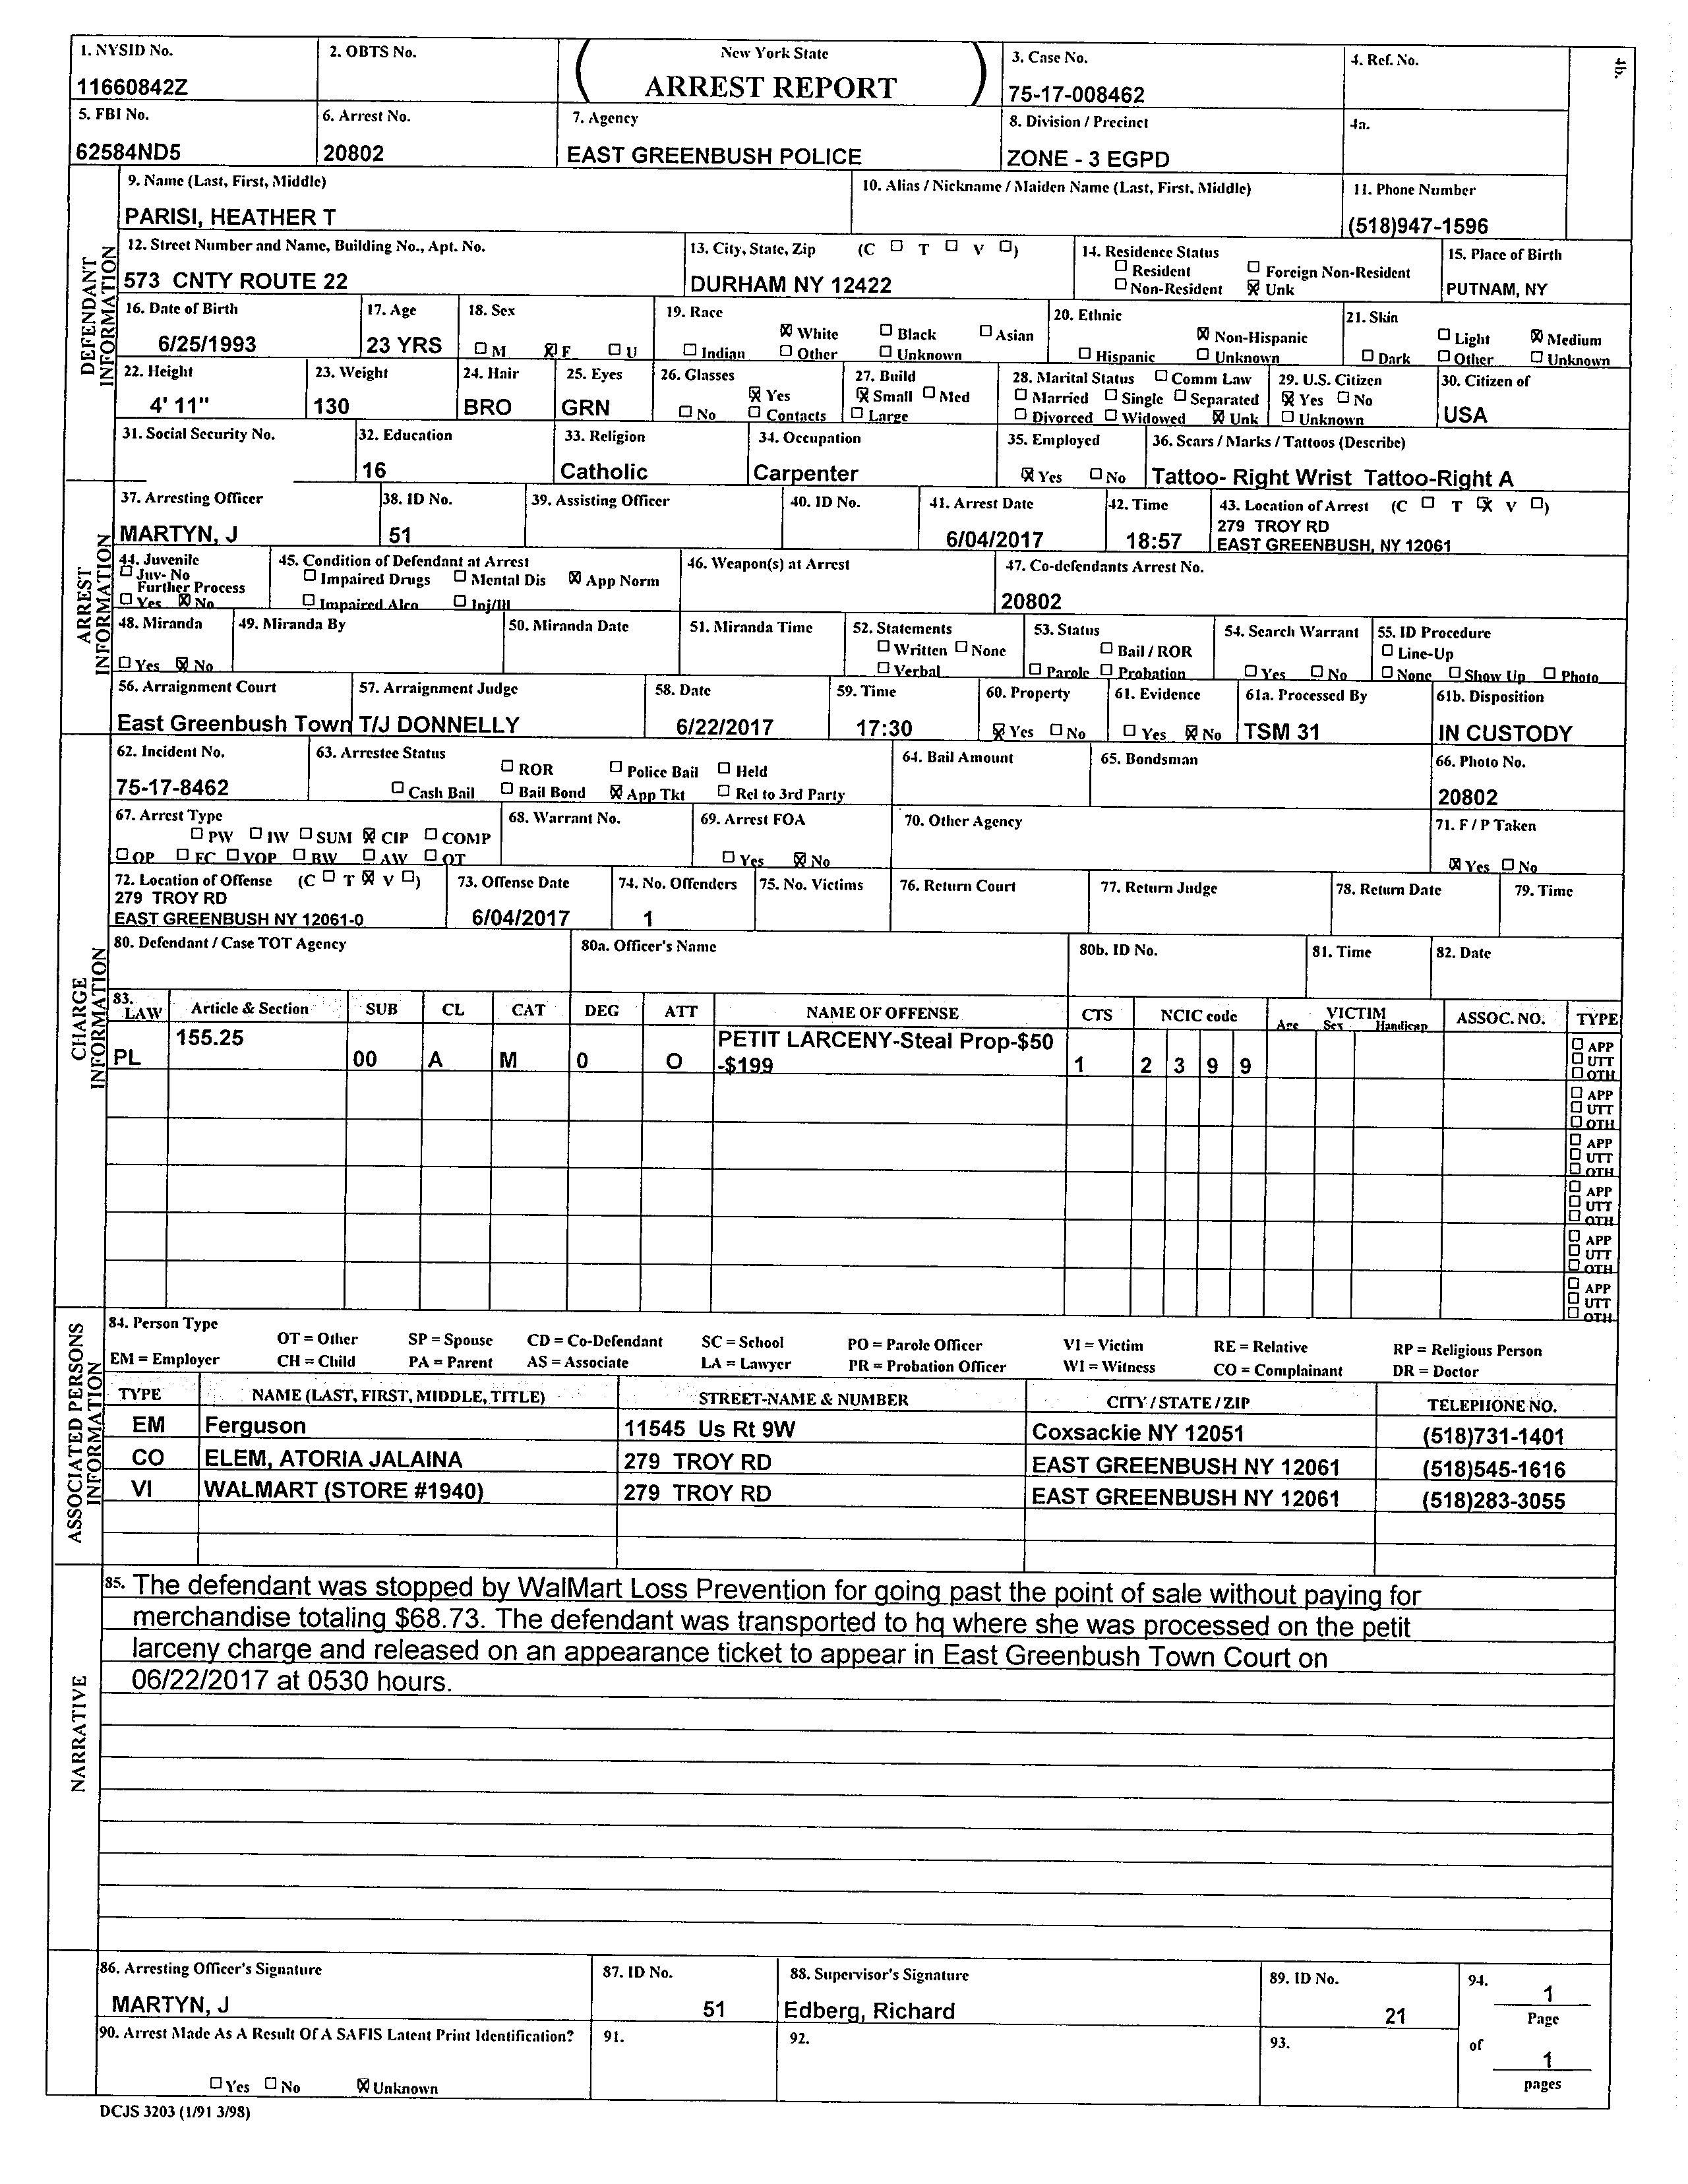 1. NYSID No. 2. OBTS No. New York State 3. Case No. 4. Ref. No. 4b.
11660842Z ARREST REPORT 75-17-008462
5. FBI No. 6. Arrest No. 7. Agency 8. Division / Precinct 4a.
62584ND5 20802 EAST GREENBUSH POLICE ZONE - 3 EGPD
DEFENDANT INFORMATION
9. Name (Last, First, Middle) 10. Alias / Nickname / Maiden Name (Last, First, Middle) 11. Phone Number
PARISI, HEATHER T (518)947-1596
12. Street Number and Name, Building No., Apt. No. 13. City, State, Zip (C ☐ T ☐ V ☐) 14. Residence Status 15. Place of Birth
☐ Resident ☐ Foreign Non-Resident
573 CNTY ROUTE 22 DURHAM NY 12422 ☐ Non-Resident ☒ Unk PUTNAM, NY
16. Date of Birth 17. Age 18. Sex 19. Race 20. Ethnic 21. Skin
☒ White ☐ Black ☐ Asian ☒ Non-Hispanic ☐ Light ☒ Medium
6/25/1993 23 YRS ☐ M ☒ F ☐ U ☐ Indian ☐ Other ☐ Unknown ☐ Hispanic ☐ Unknown ☐ Dark ☐ Other ☐ Unknown
22. Height 23. Weight 24. Hair 25. Eyes 26. Glasses 27. Build 28. Marital Status ☐ Comm Law 29. U.S. Citizen 30. Citizen of
☒ Yes ☒ Small ☐ Med ☐ Married ☐ Single ☐ Separated ☒ Yes ☐ No
4' 11" 130 BRO GRN ☐ No ☐ Contacts ☐ Large ☐ Divorced ☐ Widowed ☒ Unk ☐ Unknown USA
31. Social Security No. 32. Education 33. Religion 34. Occupation 35. Employed 36. Scars / Marks / Tattoos (Describe)
16 Catholic Carpenter ☒ Yes ☐ No Tattoo- Right Wrist Tattoo-Right A
ARREST INFORMATION
37. Arresting Officer 38. ID No. 39. Assisting Officer 40. ID No. 41. Arrest Date 42. Time 43. Location of Arrest (C ☐ T ☒ V ☐)
279 TROY RD
MARTYN, J 51 6/04/2017 18:57 EAST GREENBUSH, NY 12061
44. Juvenile 45. Condition of Defendant at Arrest 46. Weapon(s) at Arrest 47. Co-defendants Arrest No.
☐ Juv- No ☐ Impaired Drugs ☐ Mental Dis ☒ App Norm
Further Process
☐ Yes ☒ No ☐ Impaired Alco ☐ Inj/Ill 20802
48. Miranda 49. Miranda By 50. Miranda Date 51. Miranda Time 52. Statements 53. Status 54. Search Warrant 55. ID Procedure
☐ Written ☐ None ☐ Bail / ROR ☐ Line-Up
☐ Yes ☒ No ☐ Verbal ☐ Parole ☐ Probation ☐ Yes ☐ No ☐ None ☐ Show Up ☐ Photo
56. Arraignment Court 57. Arraignment Judge 58. Date 59. Time 60. Property 61. Evidence 61a. Processed By 61b. Disposition
East Greenbush Town T/J DONNELLY 6/22/2017 17:30 ☒ Yes ☐ No ☐ Yes ☒ No TSM 31 IN CUSTODY
CHARGE INFORMATION
62. Incident No. 63. Arrestee Status 64. Bail Amount 65. Bondsman 66. Photo No.
☐ ROR ☐ Police Bail ☐ Held
75-17-8462 ☐ Cash Bail ☐ Bail Bond ☒ App Tkt ☐ Rel to 3rd Party 20802
67. Arrest Type 68. Warrant No. 69. Arrest FOA 70. Other Agency 71. F / P Taken
☐ PW ☐ IW ☐ SUM ☒ CIP ☐ COMP
☐ OP ☐ FC ☐ VOP ☐ BW ☐ AW ☐ OT ☐ Yes ☒ No ☒ Yes ☐ No
72. Location of Offense (C ☐ T ☒ V ☐) 73. Offense Date 74. No. Offenders 75. No. Victims 76. Return Court 77. Return Judge 78. Return Date 79. Time
279 TROY RD
EAST GREENBUSH NY 12061-0 6/04/2017 1
80. Defendant / Case TOT Agency 80a. Officer's Name 80b. ID No. 81. Time 82. Date
83. LAW Article & Section SUB CL CAT DEG ATT NAME OF OFFENSE CTS NCIC code VICTIM Age Sex Handicap ASSOC. NO. TYPE
155.25 PETIT LARCENY-Steal Prop-$50 ☐ APP
PL 00 A M 0 O -$199 1 2 3 9 9 ☐ UTT
☐ OTH
☐ APP
☐ UTT
☐ OTH
☐ APP
☐ UTT
☐ OTH
☐ APP
☐ UTT
☐ OTH
☐ APP
☐ UTT
☐ OTH
☐ APP
☐ UTT
☐ OTH
ASSOCIATED PERSONS INFORMATION
84. Person Type
OT = Other SP = Spouse CD = Co-Defendant SC = School PO = Parole Officer VI = Victim RE = Relative RP = Religious Person
EM = Employer CH = Child PA = Parent AS = Associate LA = Lawyer PR = Probation Officer WI = Witness CO = Complainant DR = Doctor
TYPE NAME (LAST, FIRST, MIDDLE, TITLE) STREET-NAME & NUMBER CITY / STATE / ZIP TELEPHONE NO.
EM Ferguson 11545 Us Rt 9W Coxsackie NY 12051 (518)731-1401
CO ELEM, ATORIA JALAINA 279 TROY RD EAST GREENBUSH NY 12061 (518)545-1616
VI WALMART (STORE #1940) 279 TROY RD EAST GREENBUSH NY 12061 (518)283-3055
NARRATIVE
85. The defendant was stopped by WalMart Loss Prevention for going past the point of sale without paying for
merchandise totaling $68.73. The defendant was transported to hq where she was processed on the petit
larceny charge and released on an appearance ticket to appear in East Greenbush Town Court on
06/22/2017 at 0530 hours.
86. Arresting Officer's Signature 87. ID No. 88. Supervisor's Signature 89. ID No. 94. 1
MARTYN, J 51 Edberg, Richard 21 Page
90. Arrest Made As A Result Of A SAFIS Latent Print Identification? 91. 92. 93. of
1
☐ Yes ☐ No ☒ Unknown pages
DCJS 3203 (1/91 3/98)